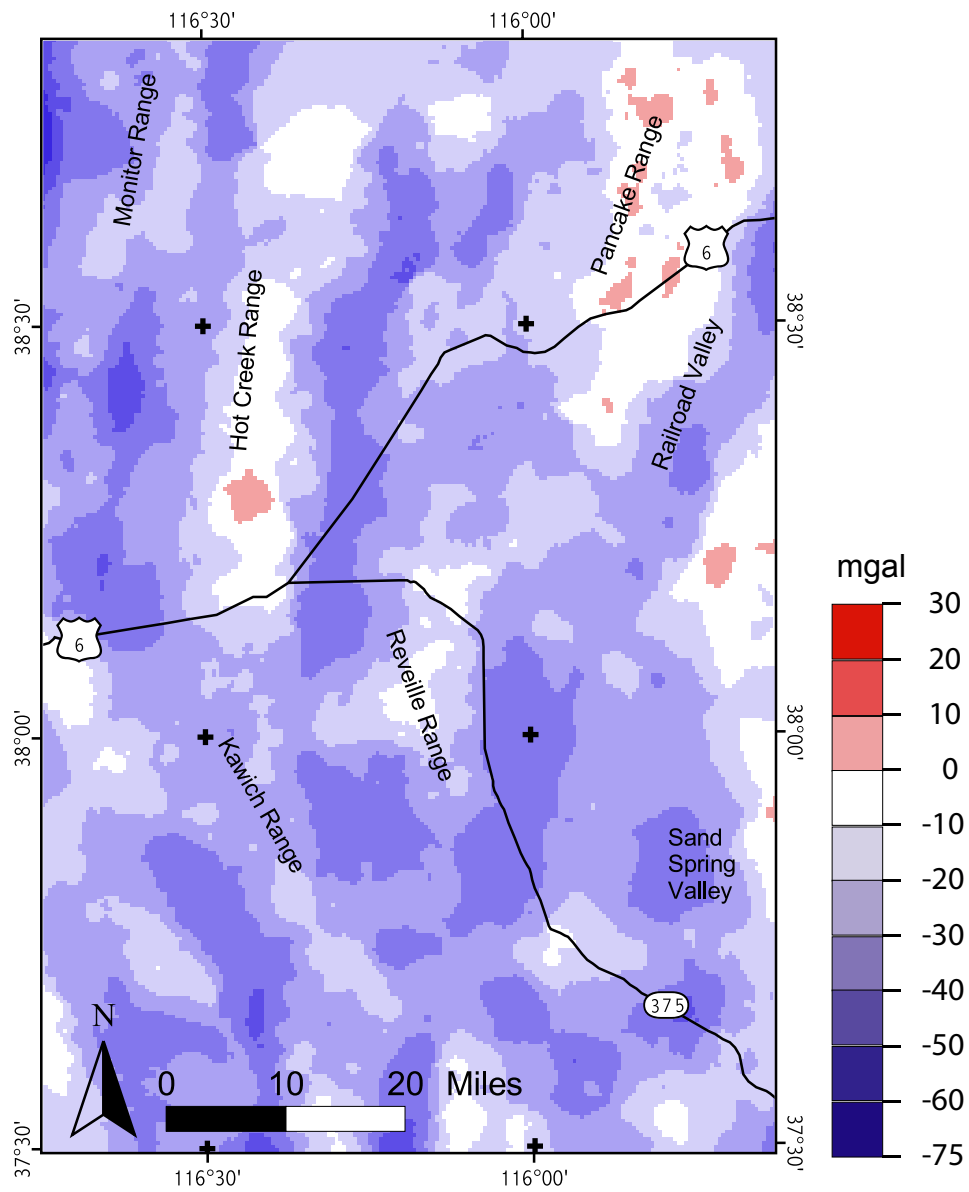 116°30' 116°00'
Monitor Range
Pancake Range
6
Hot Creek Range
38°30' 38°30'
Railroad Valley
mgal
30
20
10
0
-10
-20
-30
-40
-50
-60
-75
6
Reveille Range
38°00' 38°00'
Kawich Range
Sand
Spring
Valley
375
N
0 10 20 Miles
37°30' 37°30'
116°30' 116°00'